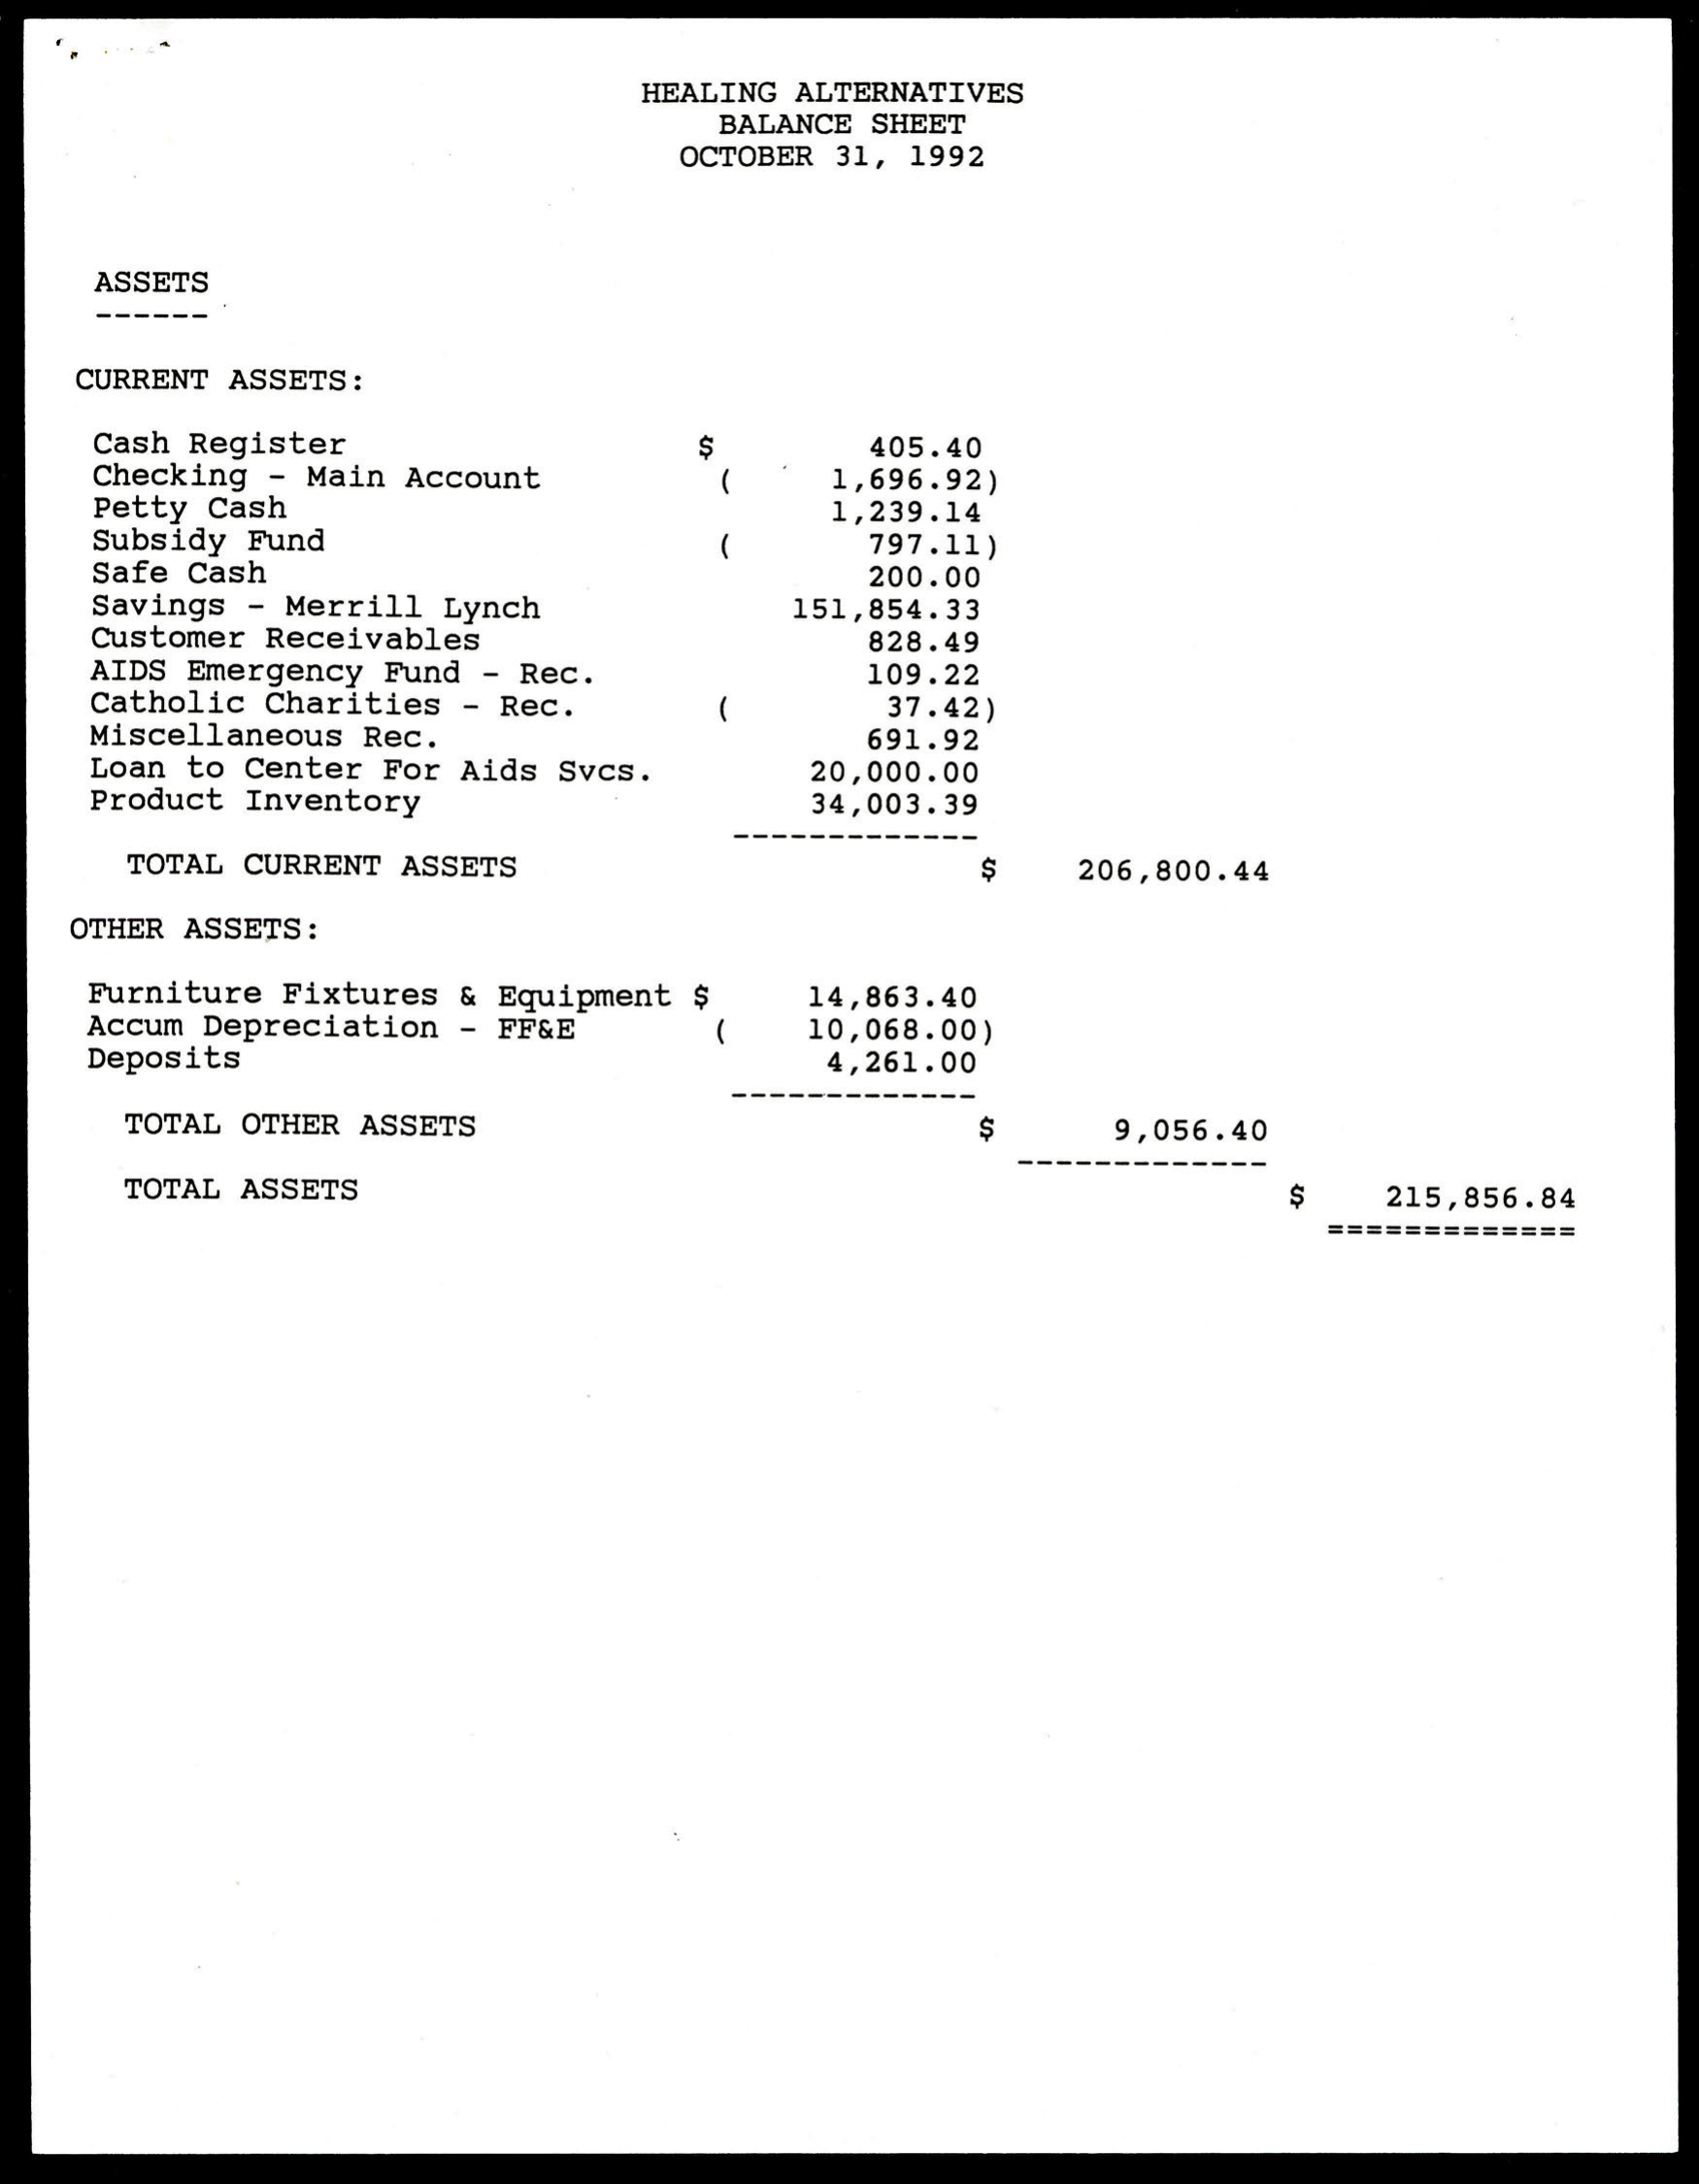 HEALING ALTERNATIVES
BALANCE SHEET
OCTOBER 31, 1992
ASSETS
------
CURRENT ASSETS:
Cash Register $ 405.40
Checking - Main Account ( 1,696.92)
Petty Cash 1,239.14
Subsidy Fund ( 797.11)
Safe Cash 200.00
Savings - Merrill Lynch 151,854.33
Customer Receivables 828.49
AIDS Emergency Fund - Rec. 109.22
Catholic Charities - Rec. ( 37.42)
Miscellaneous Rec. 691.92
Loan to Center For Aids Svcs. 20,000.00
Product Inventory 34,003.39
-------------
TOTAL CURRENT ASSETS $ 206,800.44
OTHER ASSETS:
Furniture Fixtures & Equipment $ 14,863.40
Accum Depreciation - FF&E ( 10,068.00)
Deposits 4,261.00
-------------
TOTAL OTHER ASSETS $ 9,056.40
-------------
TOTAL ASSETS $ 215,856.84
=============